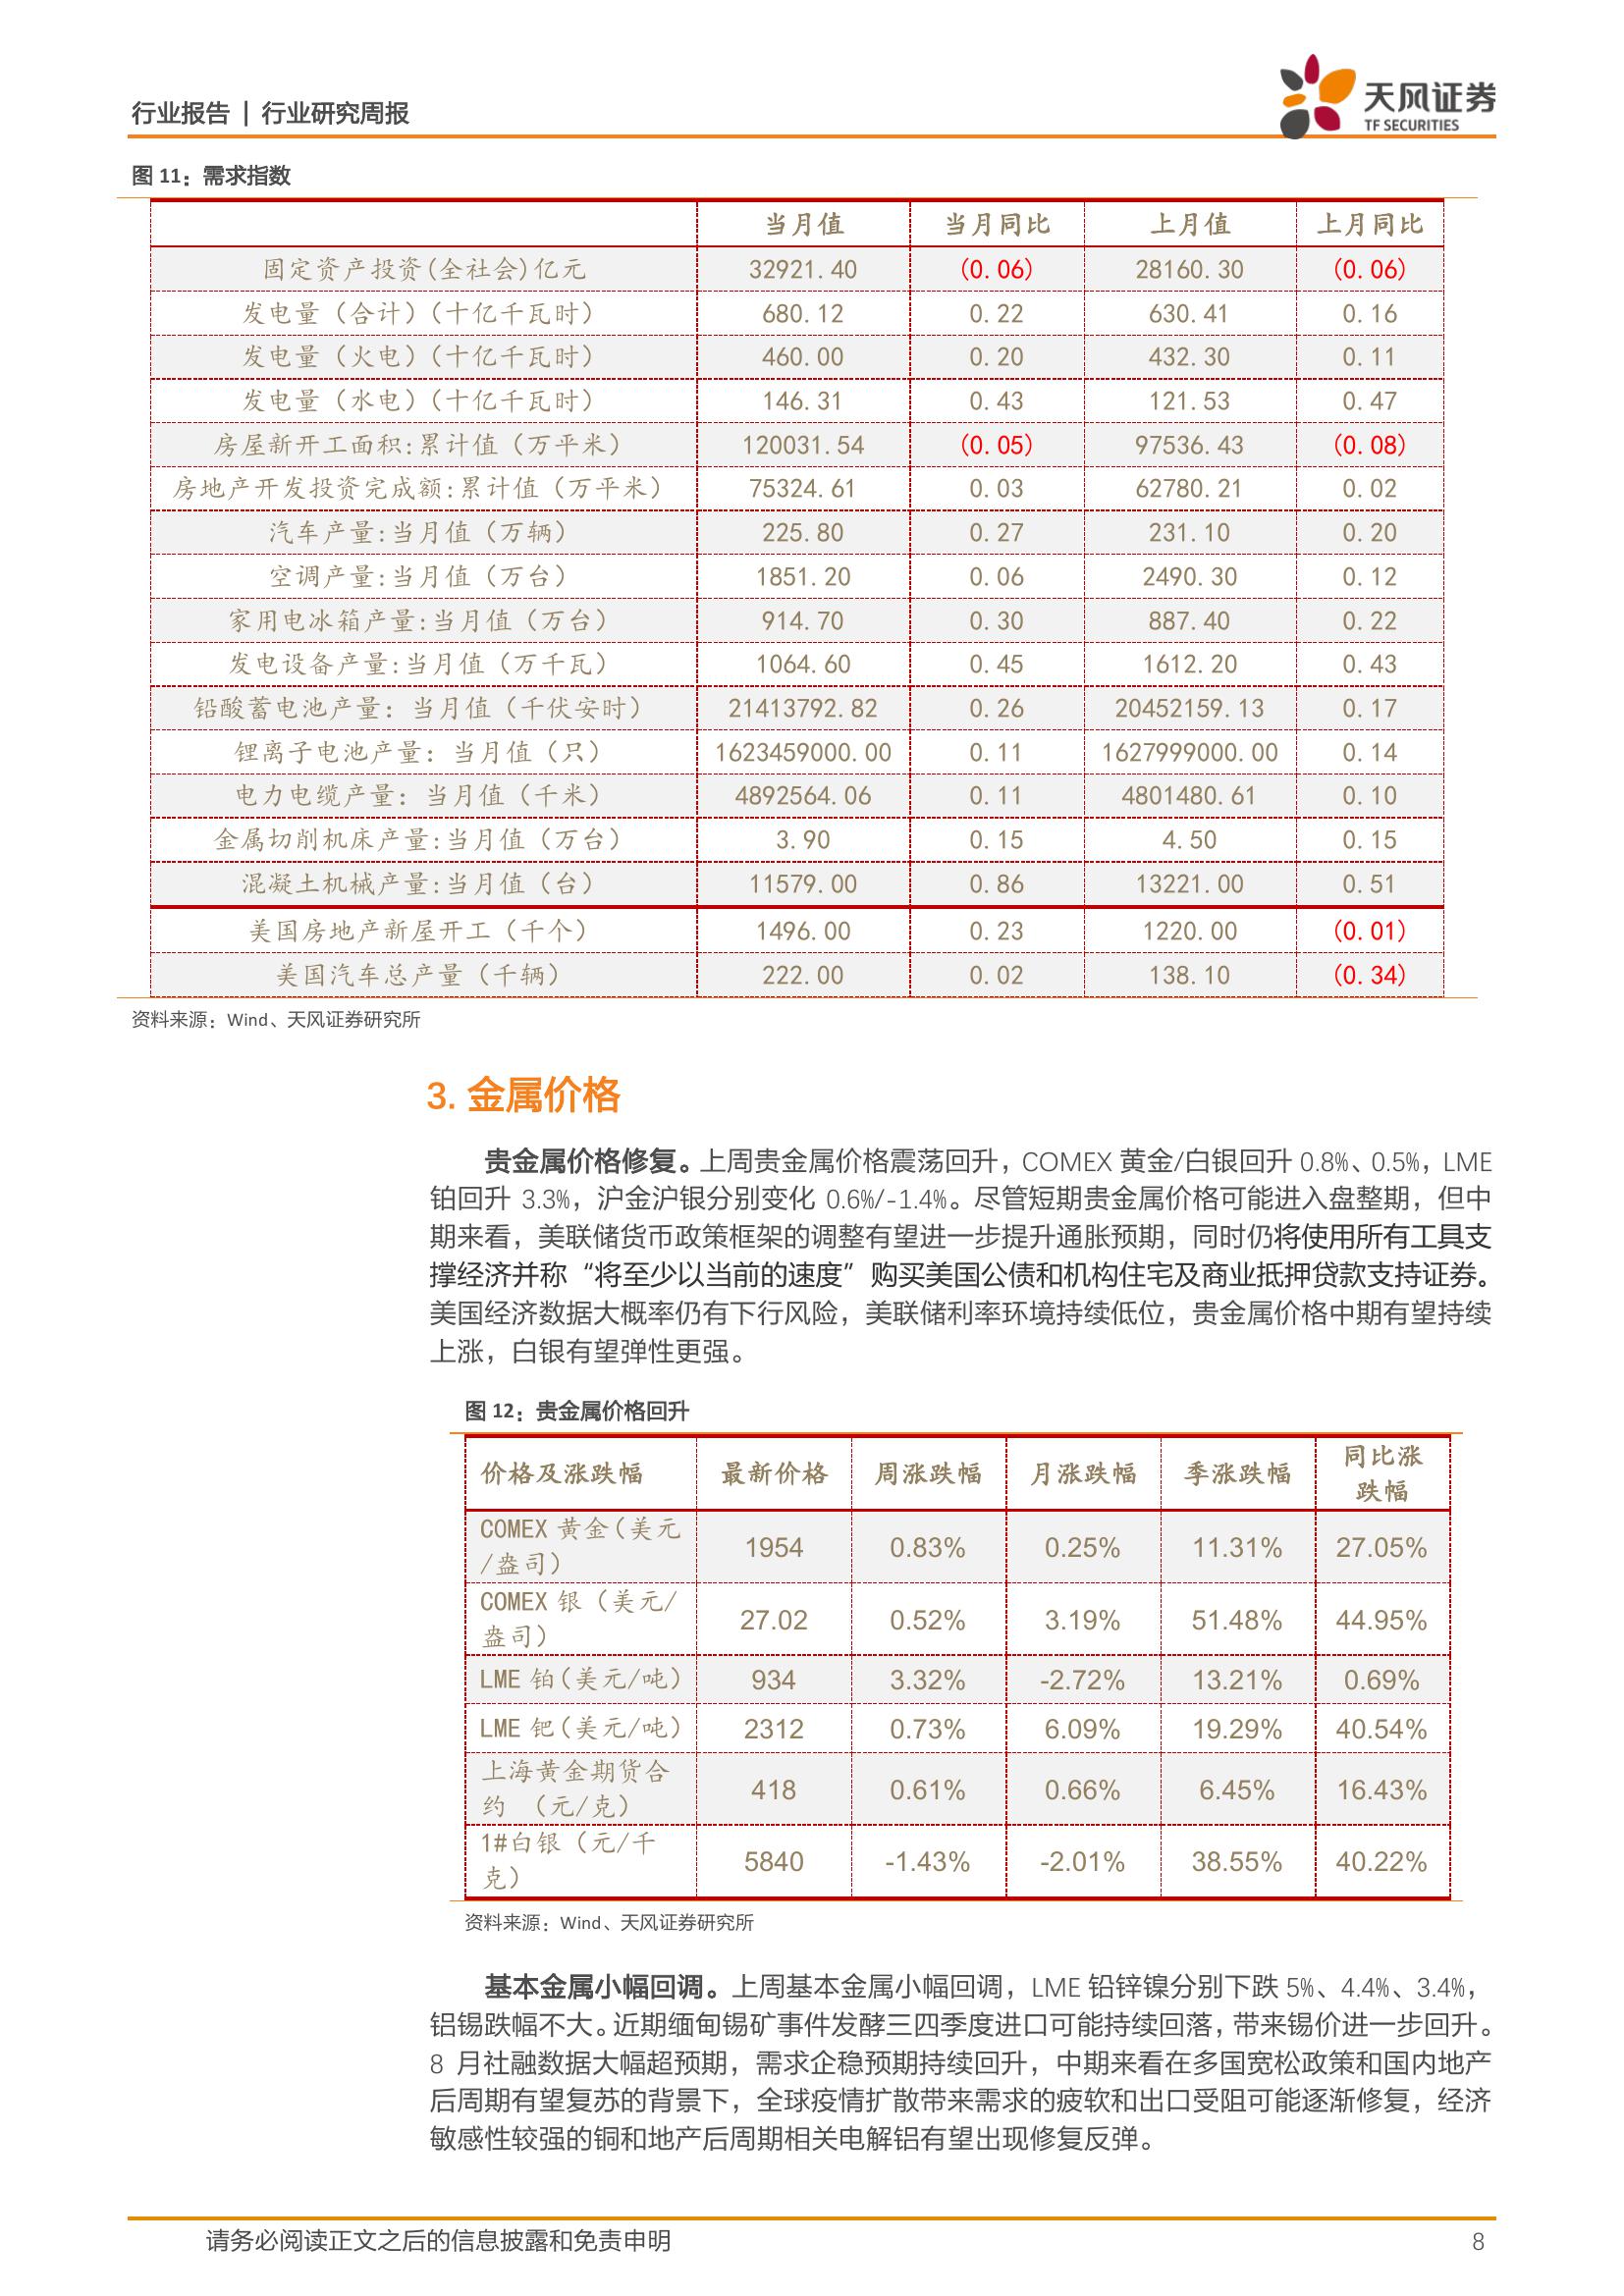 行业报告 | 行业研究周报
天风证券
TF SECURITIES
图 11：需求指数
当月值 当月同比 上月值 上月同比
固定资产投资(全社会)亿元 32921.40 (0.06) 28160.30 (0.06)
发电量（合计）(十亿千瓦时） 680.12 0.22 630.41 0.16
发电量（火电）(十亿千瓦时） 460.00 0.20 432.30 0.11
发电量（水电）(十亿千瓦时） 146.31 0.43 121.53 0.47
房屋新开工面积:累计值（万平米） 120031.54 (0.05) 97536.43 (0.08)
房地产开发投资完成额:累计值（万平米） 75324.61 0.03 62780.21 0.02
汽车产量:当月值（万辆） 225.80 0.27 231.10 0.20
空调产量:当月值（万台） 1851.20 0.06 2490.30 0.12
家用电冰箱产量:当月值（万台） 914.70 0.30 887.40 0.22
发电设备产量:当月值（万千瓦） 1064.60 0.45 1612.20 0.43
铅酸蓄电池产量: 当月值（千伏安时） 21413792.82 0.26 20452159.13 0.17
锂离子电池产量: 当月值（只） 1623459000.00 0.11 1627999000.00 0.14
电力电缆产量: 当月值（千米） 4892564.06 0.11 4801480.61 0.10
金属切削机床产量:当月值（万台） 3.90 0.15 4.50 0.15
混凝土机械产量:当月值（台） 11579.00 0.86 13221.00 0.51
美国房地产新屋开工（千个） 1496.00 0.23 1220.00 (0.01)
美国汽车总产量（千辆） 222.00 0.02 138.10 (0.34)
资料来源：Wind、天风证券研究所
3. 金属价格
贵金属价格修复。上周贵金属价格震荡回升，COMEX 黄金/白银回升 0.8%、0.5%，LME
铂回升 3.3%，沪金沪银分别变化 0.6%/-1.4%。尽管短期贵金属价格可能进入盘整期，但中
期来看，美联储货币政策框架的调整有望进一步提升通胀预期，同时仍将使用所有工具支
撑经济并称“将至少以当前的速度”购买美国公债和机构住宅及商业抵押贷款支持证券。
美国经济数据大概率仍有下行风险，美联储利率环境持续低位，贵金属价格中期有望持续
上涨，白银有望弹性更强。
图 12：贵金属价格回升
价格及涨跌幅 最新价格 周涨跌幅 月涨跌幅 季涨跌幅 同比涨
跌幅
COMEX 黄金(美元
/盎司) 1954 0.83% 0.25% 11.31% 27.05%
COMEX 银（美元/
盎司） 27.02 0.52% 3.19% 51.48% 44.95%
LME 铂(美元/吨) 934 3.32% -2.72% 13.21% 0.69%
LME 钯(美元/吨) 2312 0.73% 6.09% 19.29% 40.54%
上海黄金期货合
约 （元/克） 418 0.61% 0.66% 6.45% 16.43%
1#白银（元/千
克） 5840 -1.43% -2.01% 38.55% 40.22%
资料来源：Wind、天风证券研究所
基本金属小幅回调。上周基本金属小幅回调，LME 铅锌镍分别下跌 5%、4.4%、3.4%，
铝锡跌幅不大。近期缅甸锡矿事件发酵三四季度进口可能持续回落，带来锡价进一步回升。
8 月社融数据大幅超预期，需求企稳预期持续回升，中期来看在多国宽松政策和国内地产
后周期有望复苏的背景下，全球疫情扩散带来需求的疲软和出口受阻可能逐渐修复，经济
敏感性较强的铜和地产后周期相关电解铝有望出现修复反弹。
请务必阅读正文之后的信息披露和免责申明 8